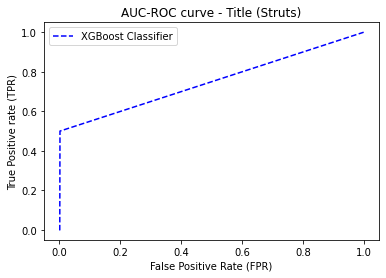 AUC-ROC curve - Title (Struts)
XGBoost Classifier
True Positive rate (TPR)
1.0
0.8
0.6
0.4
0.2
0.0
0.0 0.2 0.4 0.6 0.8 1.0
False Positive Rate (FPR)